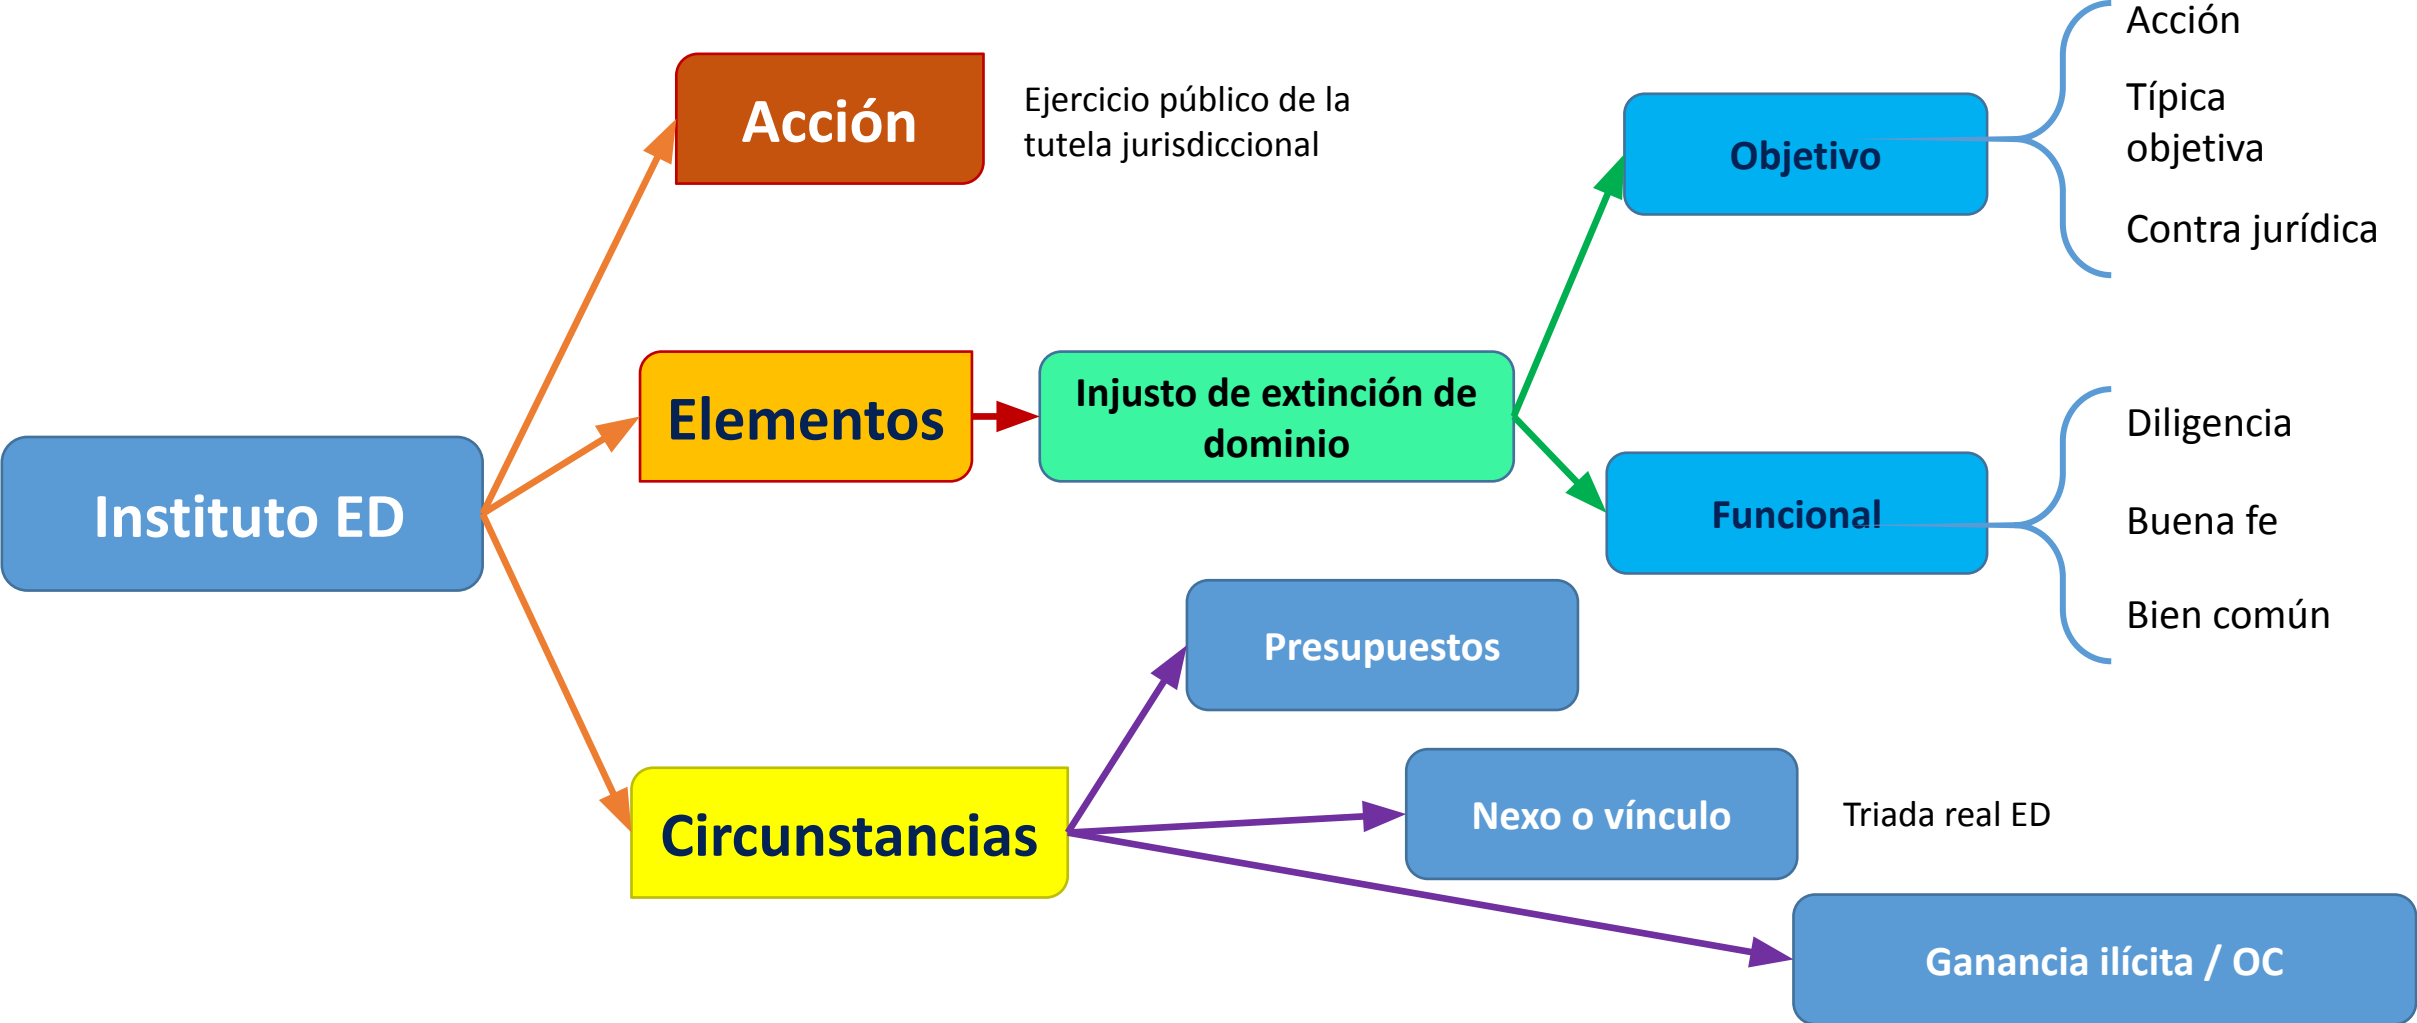 Instituto ED
Acción
Ejercicio público de la
tutela jurisdiccional
Elementos
Injusto de extinción de
dominio
Objetivo
Acción
Típica
objetiva
Contra jurídica
Funcional
Diligencia
Buena fe
Bien común
Circunstancias
Presupuestos
Nexo o vínculo
Triada real ED
Ganancia ilícita / OC